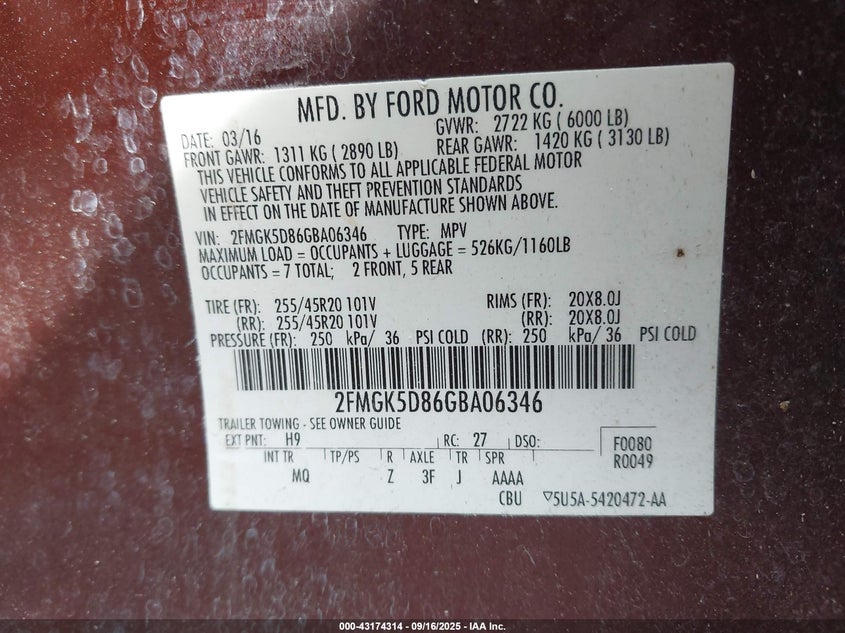 MFD. BY FORD MOTOR CO.
DATE: 03/16 GVWR: 2722 KG ( 6000 LB)
FRONT GAWR: 1311 KG ( 2890 LB) REAR GAWR: 1420 KG ( 3130 LB)
THIS VEHICLE CONFORMS TO ALL APPLICABLE FEDERAL MOTOR
VEHICLE SAFETY AND THEFT PREVENTION STANDARDS
IN EFFECT ON THE DATE OF MANUFACTURE SHOWN ABOVE.
VIN: 2FMGK5D86GBA06346 TYPE: MPV
MAXIMUM LOAD = OCCUPANTS + LUGGAGE = 526KG/1160LB
OCCUPANTS = 7 TOTAL; 2 FRONT, 5 REAR
TIRE (FR): 255/45R20 101V RIMS (FR): 20X8.0J
(RR): 255/45R20 101V (RR): 20X8.0J
PRESSURE (FR): 250 kPa/ 36 PSI COLD (RR): 250 kPa/ 36 PSI COLD
2FMGK5D86GBA06346
TRAILER TOWING - SEE OWNER GUIDE
EXT PNT: H9 RC: 27 DSO: F0080
INT TR TP/PS R AXLE TR SPR R0049
MQ Z 3F J AAAA
CBU ▽5U5A-5420472-AA
000-43174314 - 09/16/2025 - IAA Inc.